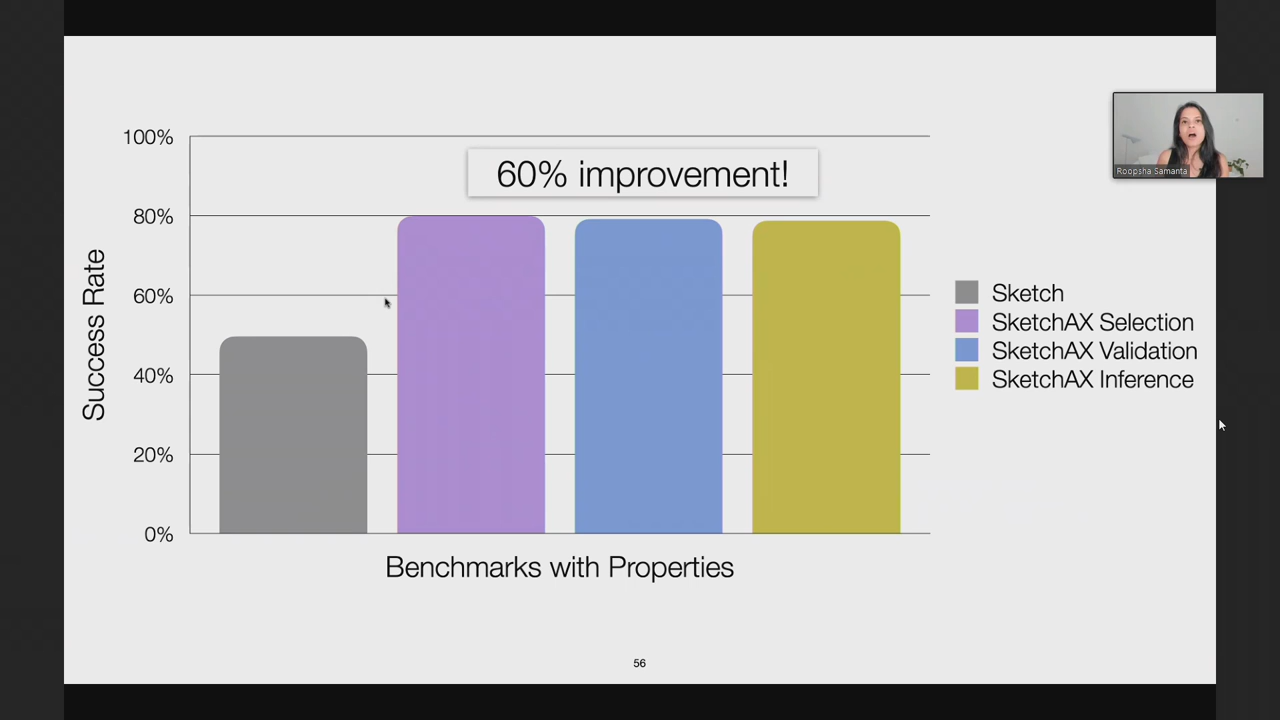 100%
60% improvement!
80%
60%
40%
20%
0%
Success Rate
Benchmarks with Properties
Sketch
SketchAX Selection
SketchAX Validation
SketchAX Inference
Roopsha Samanta
56